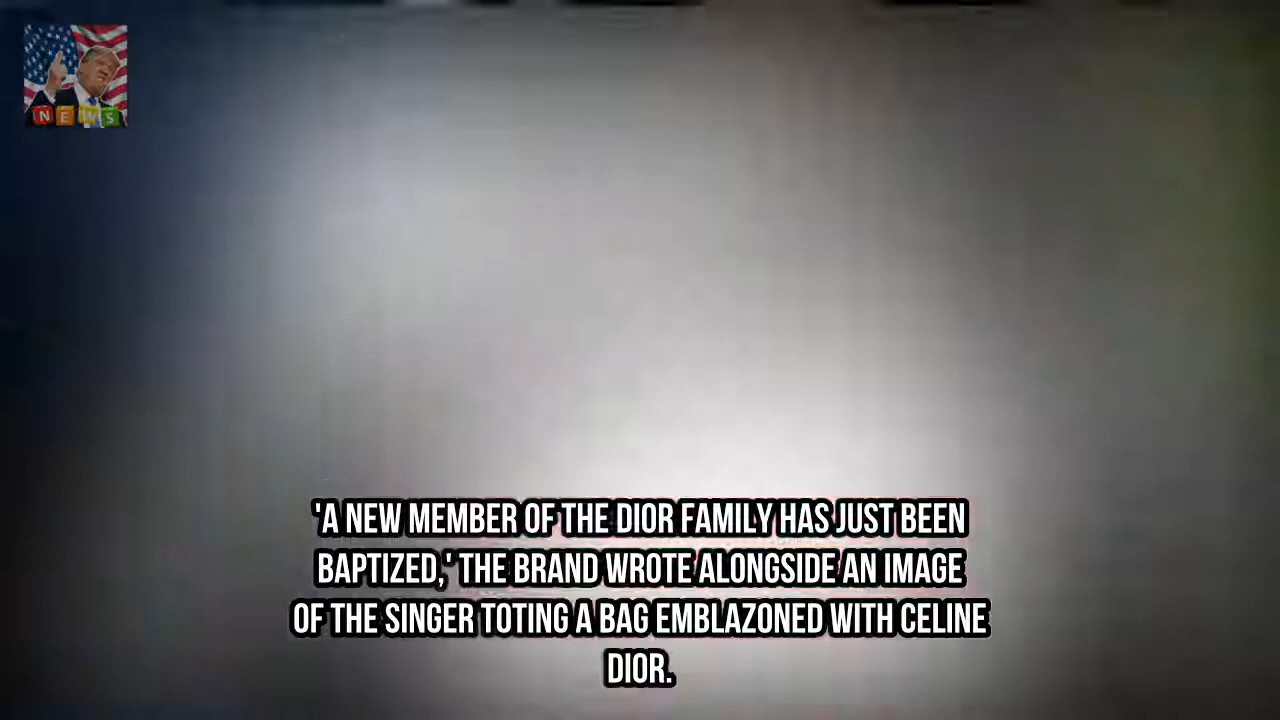 NEWS
'A NEW MEMBER OF THE DIOR FAMILY HAS JUST BEEN
BAPTIZED,' THE BRAND WROTE ALONGSIDE AN IMAGE
OF THE SINGER TOTING A BAG EMBLAZONED WITH CELINE
DIOR.